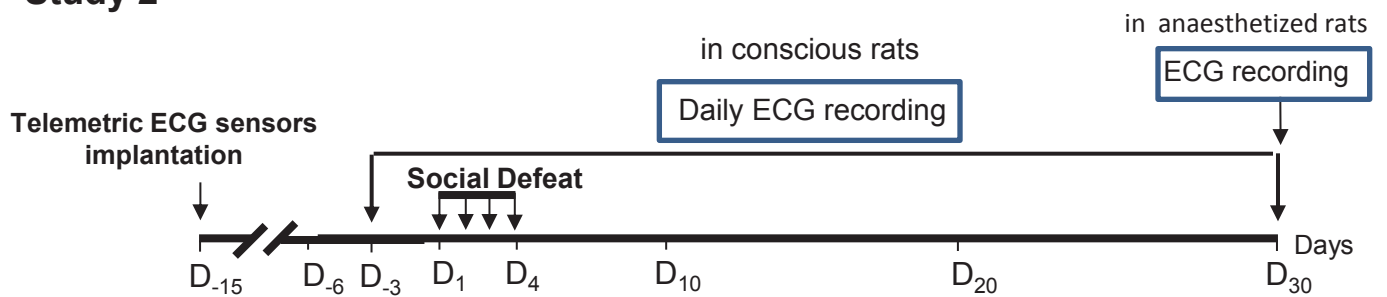 Study 2
in anaesthetized rats
in conscious rats
ECG recording
Daily ECG recording
Telemetric ECG sensors
implantation
Social Defeat
Days
D-15 D-6 D-3 D1 D4 D10 D20 D30